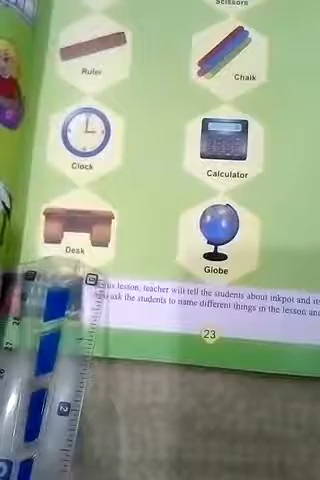 Scissors
Ruler
Chalk
Clock
Calculator
Desk
Globe
lesson, teacher will tell the students about inkpot and its
ask the students to name different things in the lesson and
23